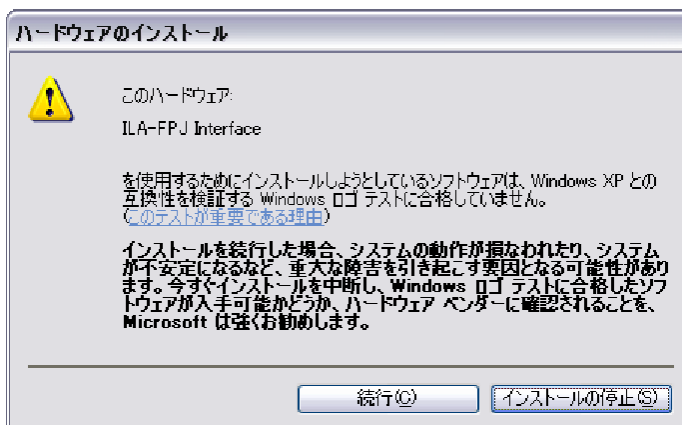 ハードウェアのインストール
このハードウェア:
ILA-FPJ Interface
を使用するためにインストールしようとしているソフトウェアは、Windows XP との
互換性を検証する Windows ロゴ テストに合格していません。
(このテストが重要である理由)
インストールを続行した場合、システムの動作が損なわれたり、システム
が不安定になるなど、重大な障害を引き起こす要因となる可能性があり
ます。今すぐインストールを中断し、Windows ロゴ テストに合格したソフ
トウェアが入手可能かどうか、ハードウェア ベンダーに確認されることを、
Microsoft は強くお勧めします。
続行(C)
インストールの停止(S)